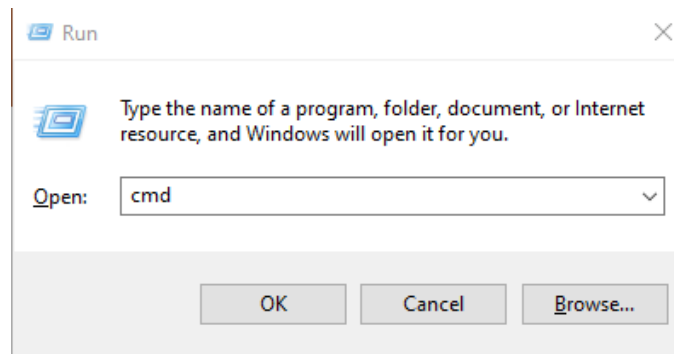 Run
Type the name of a program, folder, document, or Internet
resource, and Windows will open it for you.
Open: cmd
OK Cancel Browse...